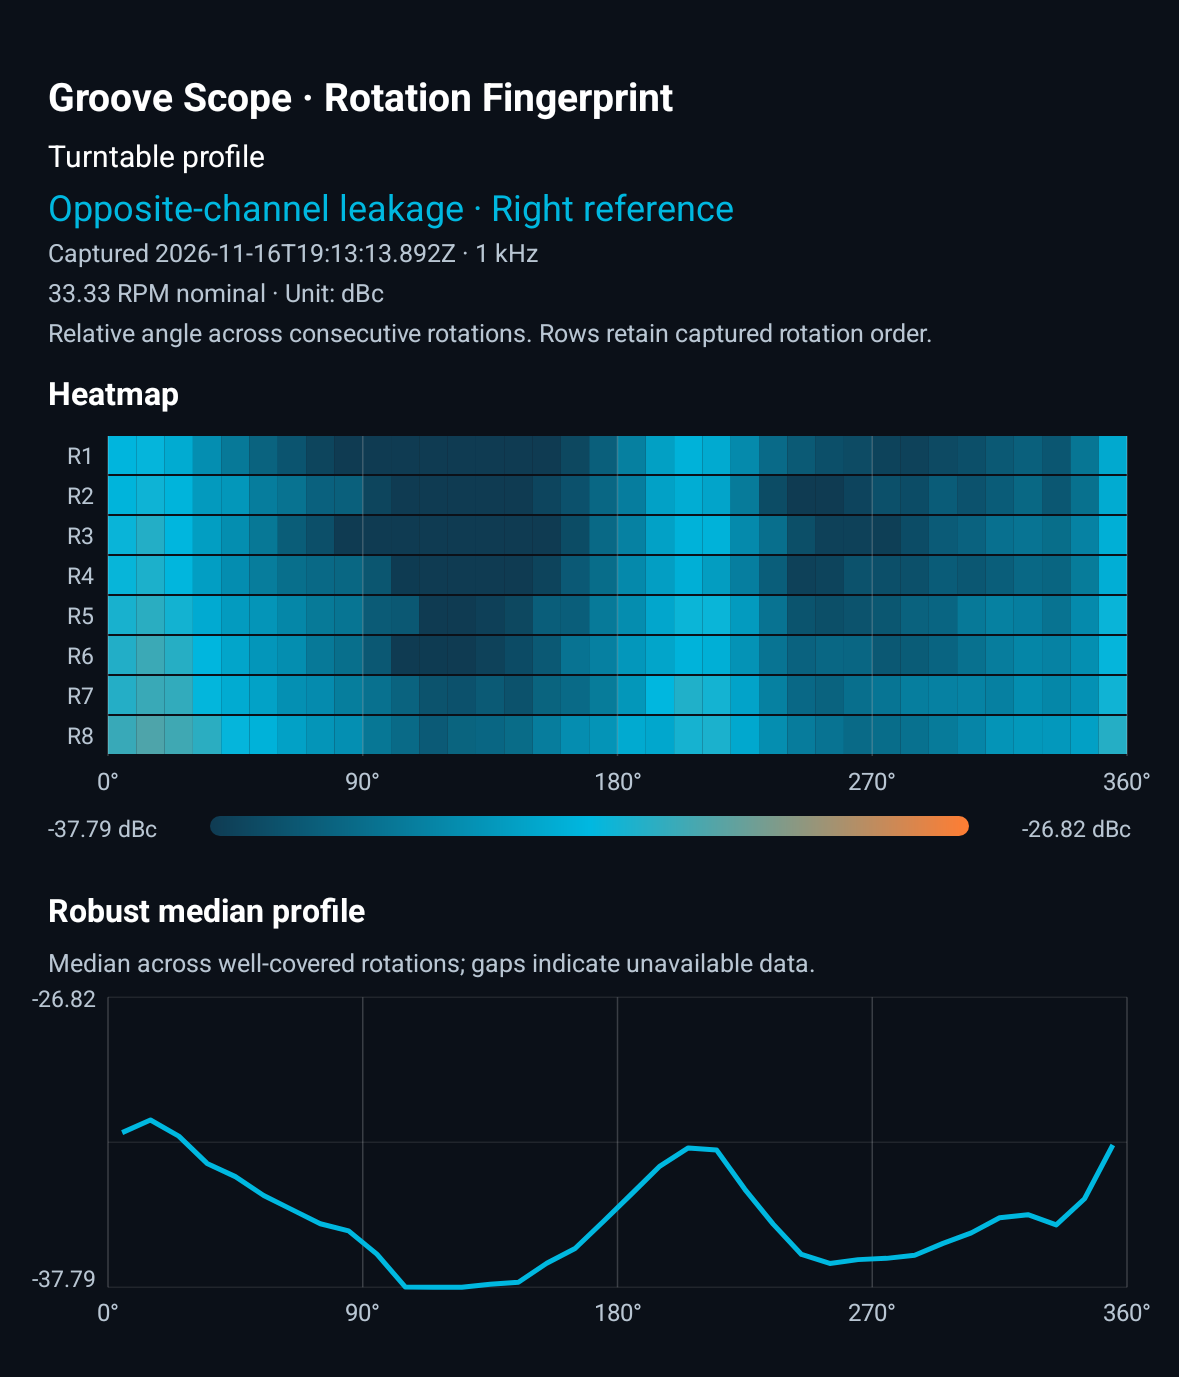 Groove Scope · Rotation Fingerprint
Turntable profile
Opposite-channel leakage · Right reference
Captured 2026-11-16T19:13:13.892Z · 1 kHz
33.33 RPM nominal · Unit: dBc
Relative angle across consecutive rotations. Rows retain captured rotation order.
Heatmap
R1
R2
R3
R4
R5
R6
R7
R8
0° 90° 180° 270° 360°
-37.79 dBc -26.82 dBc
Robust median profile
Median across well-covered rotations; gaps indicate unavailable data.
-26.82
-37.79
0° 90° 180° 270° 360°